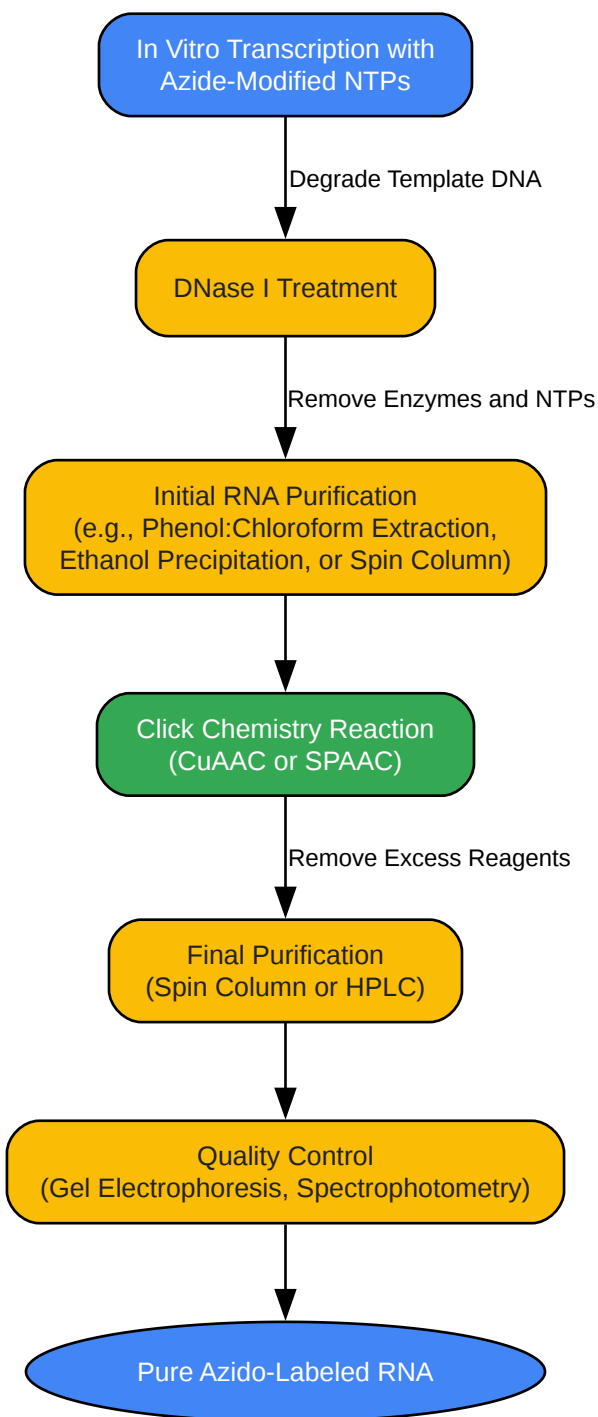 In Vitro Transcription with
Azide-Modified NTPs
Degrade Template DNA
DNase I Treatment
Remove Enzymes and NTPs
Initial RNA Purification
(e.g., Phenol:Chloroform Extraction,
Ethanol Precipitation, or Spin Column)
Click Chemistry Reaction
(CuAAC or SPAAC)
Remove Excess Reagents
Final Purification
(Spin Column or HPLC)
Quality Control
(Gel Electrophoresis, Spectrophotometry)
Pure Azido-Labeled RNA